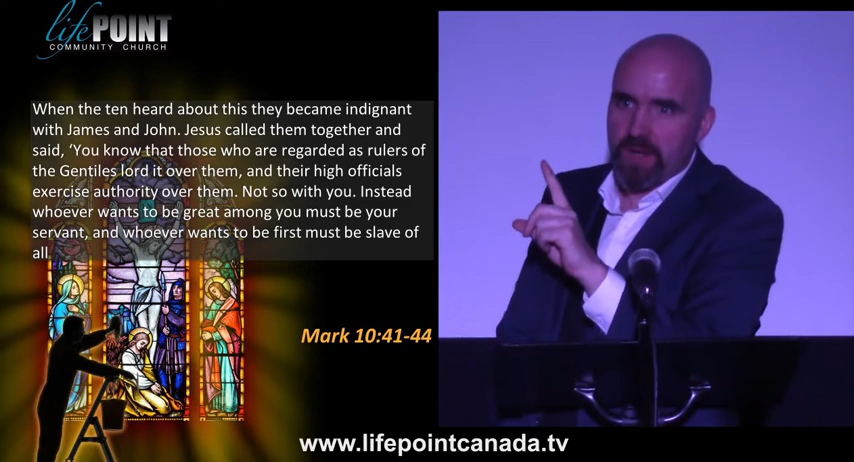 lifePOINT
COMMUNITY CHURCH
When the ten heard about this they became indignant
with James and John. Jesus called them together and
said, ‘You know that those who are regarded as rulers of
the Gentiles lord it over them, and their high officials
exercise authority over them. Not so with you. Instead
whoever wants to be great among you must be your
servant, and whoever wants to be first must be slave of
all
Mark 10:41-44
www.lifepointcanada.tv